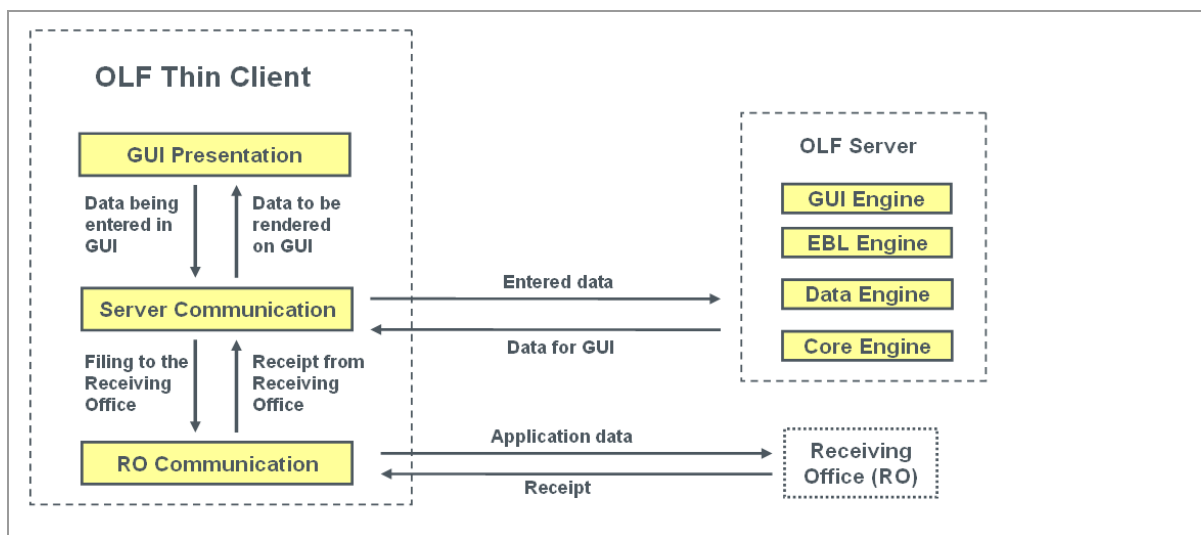 OLF Thin Client
GUI Presentation
Data being
entered in
GUI
Data to be
rendered
on GUI
Server Communication
Filing to the
Receiving
Office
Receipt from
Receiving
Office
RO Communication
Entered data
Data for GUI
Application data
Receipt
OLF Server
GUI Engine
EBL Engine
Data Engine
Core Engine
Receiving
Office (RO)